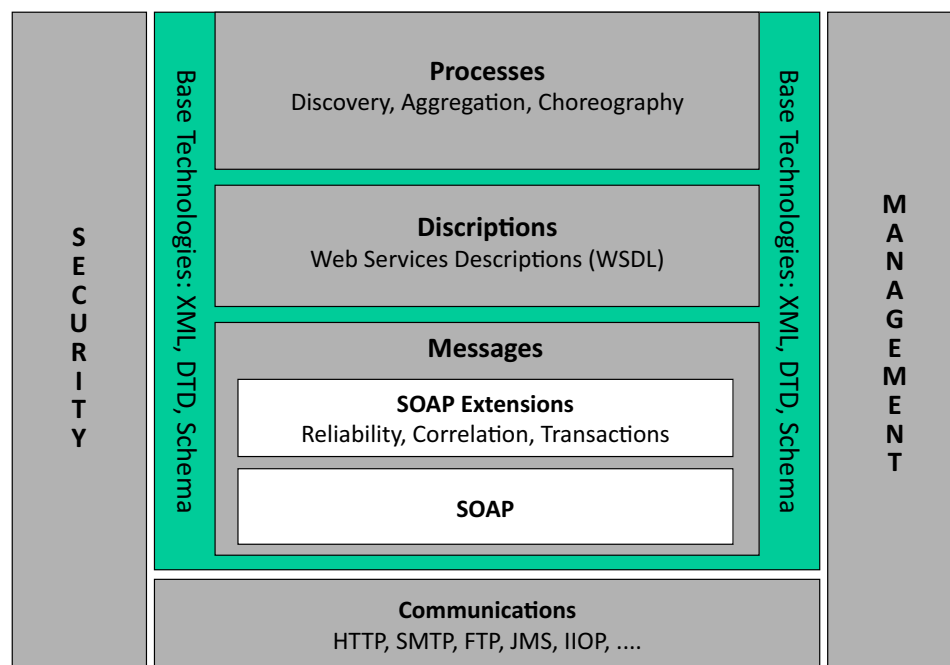 SECURITY
Base Technologies: XML, DTD, Schema
Processes
Discovery, Aggregation, Choreography
Discriptions
Web Services Descriptions (WSDL)
Messages
SOAP Extensions
Reliability, Correlation, Transactions
SOAP
Base Technologies: XML, DTD, Schema
MANAGEMENT
Communications
HTTP, SMTP, FTP, JMS, IIOP, ....